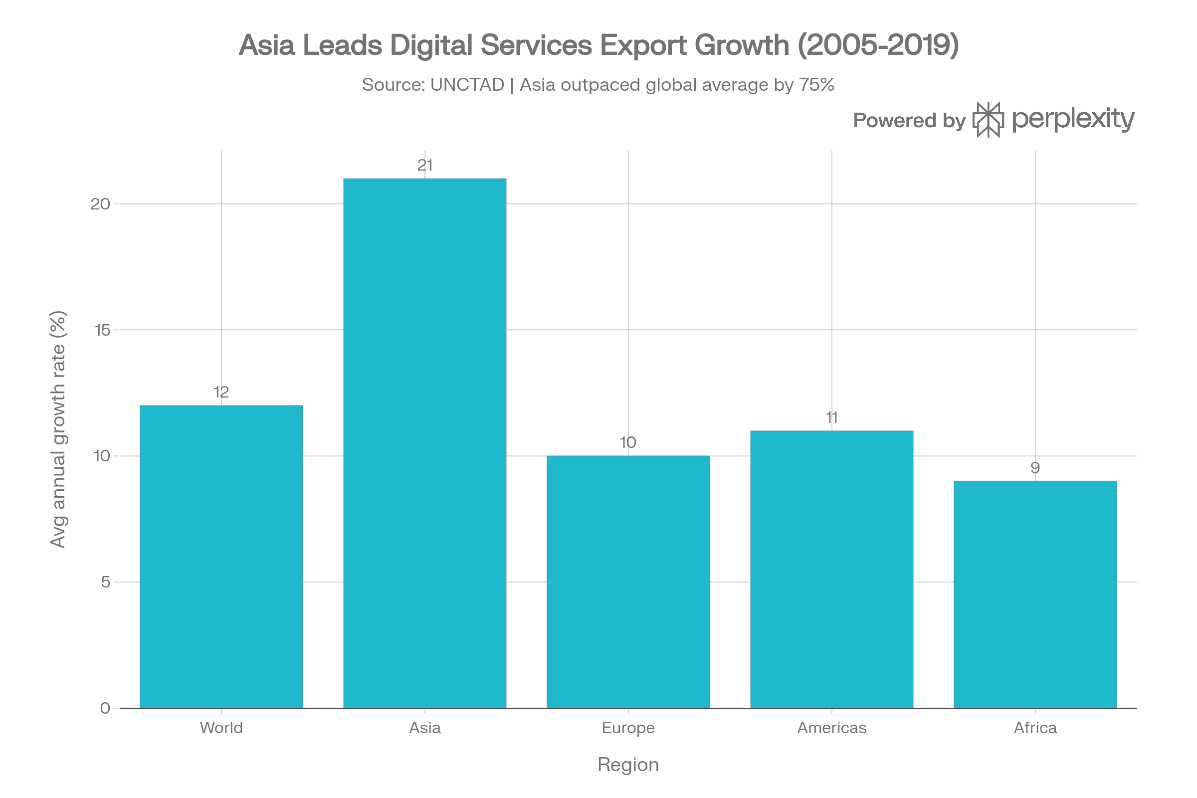 Asia Leads Digital Services Export Growth (2005-2019)
Source: UNCTAD | Asia outpaced global average by 75%
Powered by perplexity
21
20
15
12
11
10
10
9
5
0
Avg annual growth rate (%)
World Asia Europe Americas Africa
Region